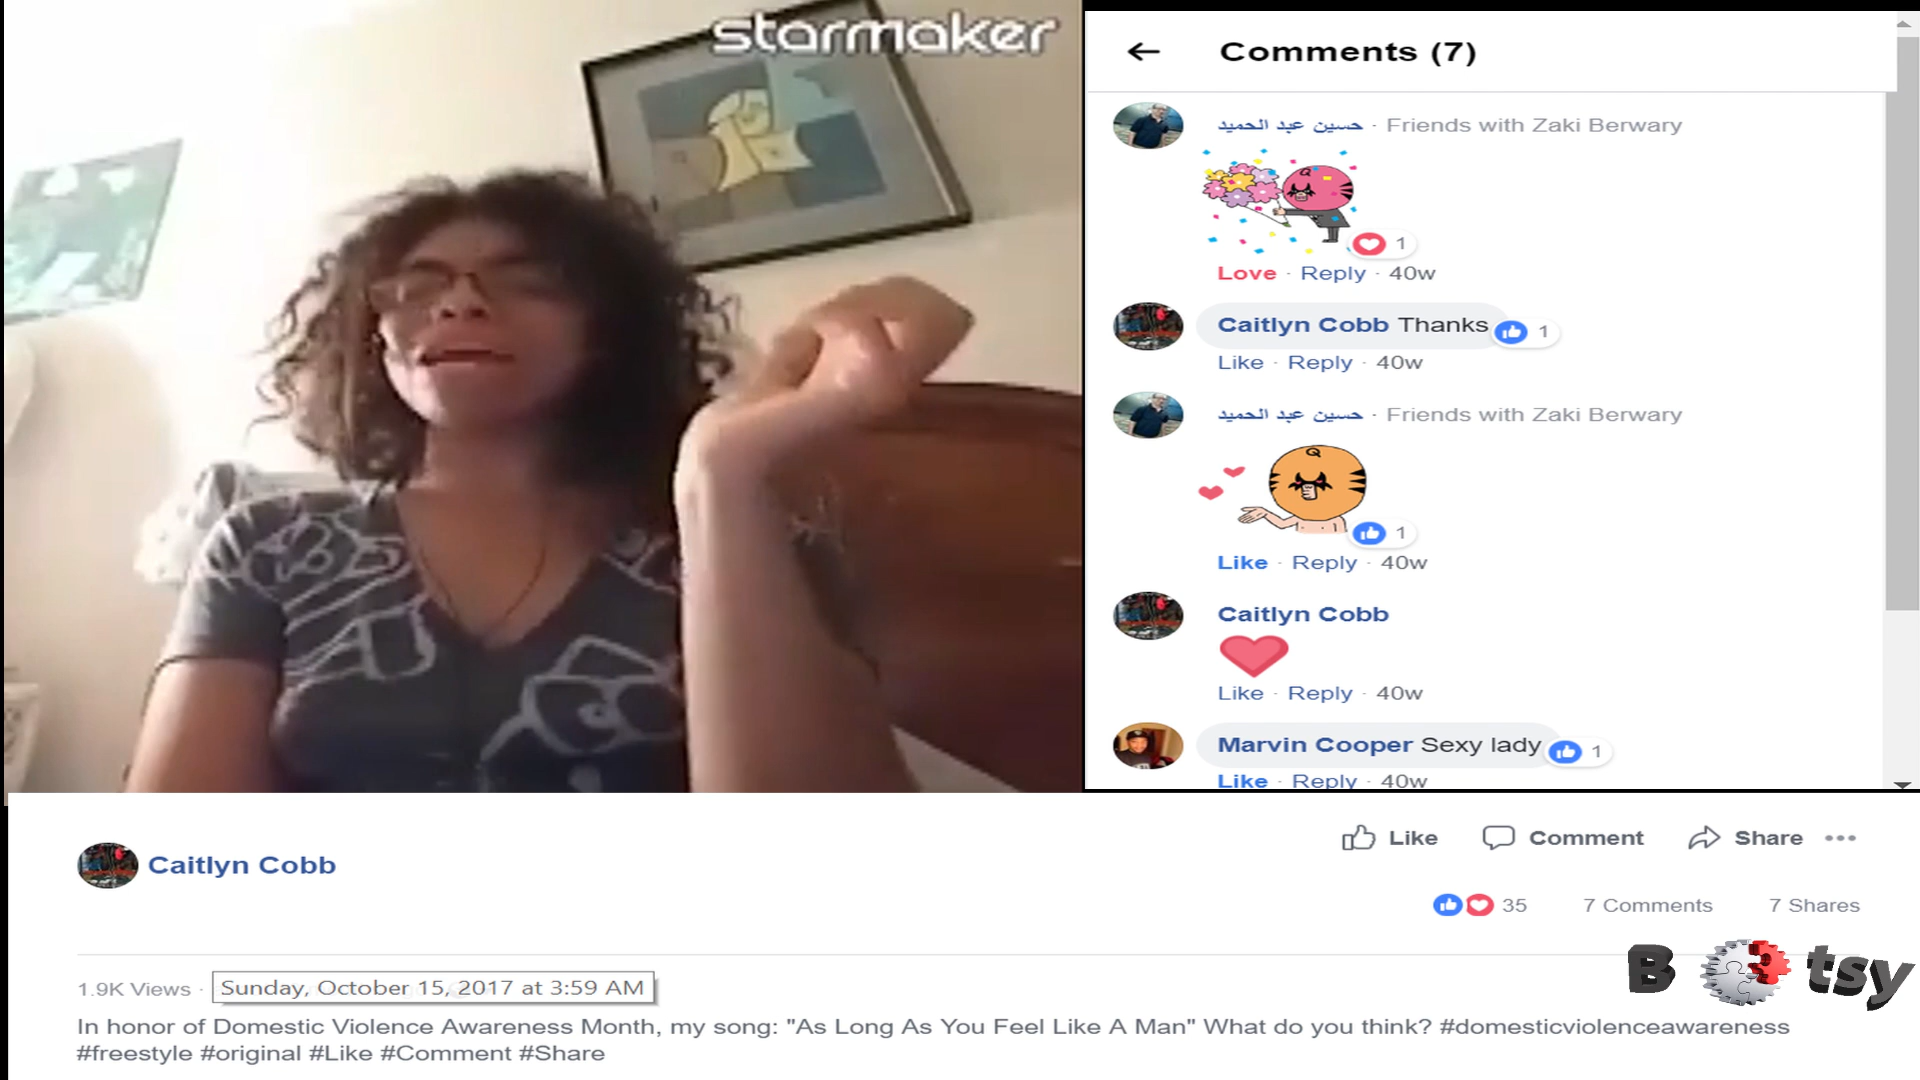 starmaker
Comments (7)
حسين عبد الحميد · Friends with Zaki Berwary
1
Love · Reply · 40w
Caitlyn Cobb Thanks 1
Like · Reply · 40w
حسين عبد الحميد · Friends with Zaki Berwary
1
Like · Reply · 40w
Caitlyn Cobb
Like · Reply · 40w
Marvin Cooper Sexy lady 1
Like · Reply · 40w
Caitlyn Cobb
Like Comment Share
35 7 Comments 7 Shares
1.9K Views · Sunday, October 15, 2017 at 3:59 AM
B tsy
In honor of Domestic Violence Awareness Month, my song: "As Long As You Feel Like A Man" What do you think? #domesticviolenceawareness
#freestyle #original #Like #Comment #Share